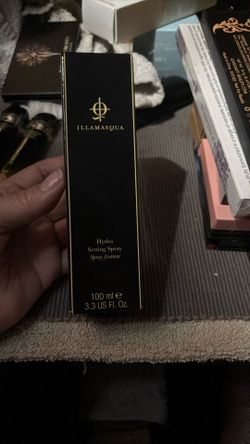 ILLAMASQUA
Hydra
Setting Spray
Spray fixateur
100 ml e
3.3 US Fl. Oz.